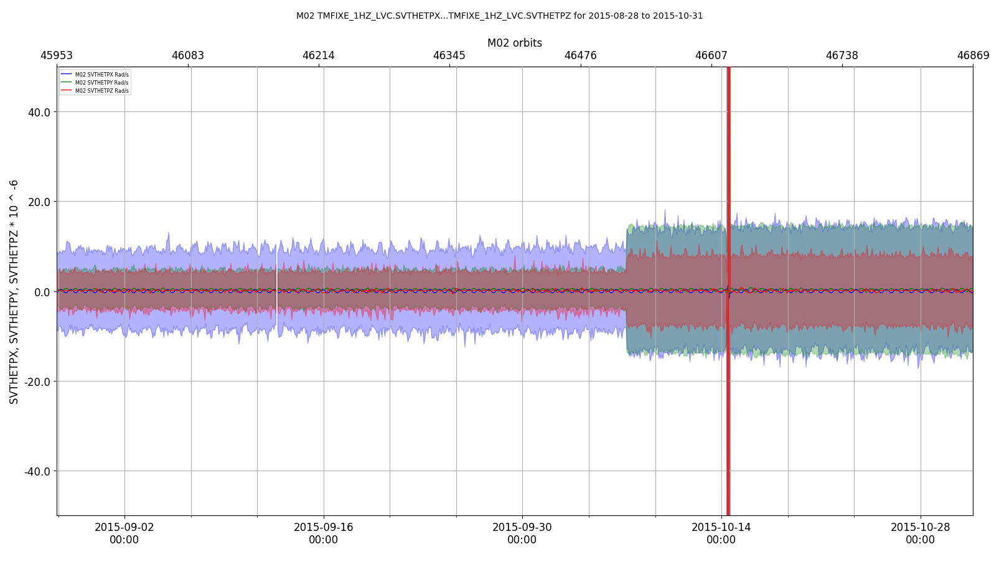 M02 TMFIXE_1HZ_LVC.SVTHETPX...TMFIXE_1HZ_LVC.SVTHETPZ for 2015-08-28 to 2015-10-31
M02 orbits
45953 46083 46214 46345 46476 46607 46738 46869
M02 SVTHETPX Rad/s
M02 SVTHETPY Rad/s
M02 SVTHETPZ Rad/s
SVTHETPX, SVTHETPY, SVTHETPZ * 10 ^ -6
40.0
20.0
0.0
-20.0
-40.0
2015-09-02 2015-09-16 2015-09-30 2015-10-14 2015-10-28
00:00 00:00 00:00 00:00 00:00